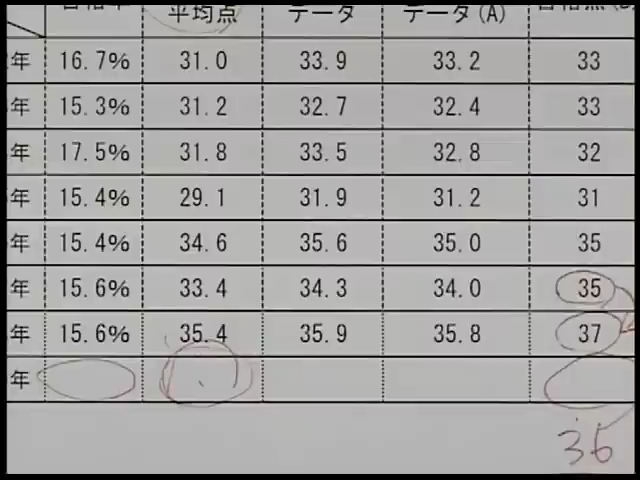 平均点 データ データ(A)
年 16.7% 31.0 33.9 33.2 33
年 15.3% 31.2 32.7 32.4 33
年 17.5% 31.8 33.5 32.8 32
年 15.4% 29.1 31.9 31.2 31
年 15.4% 34.6 35.6 35.0 35
年 15.6% 33.4 34.3 34.0 35
年 15.6% 35.4 35.9 35.8 37
年
36